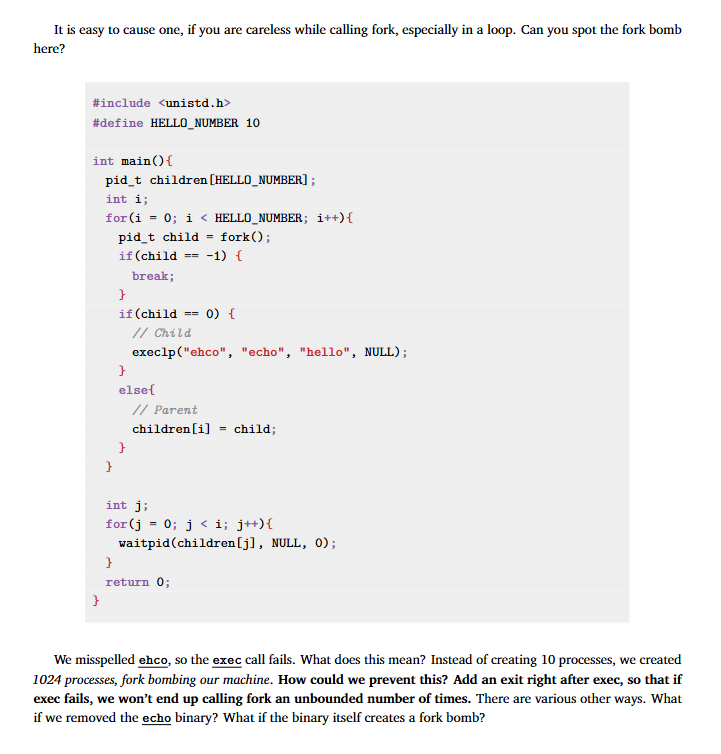 It is easy to cause one, if you are careless while calling fork, especially in a loop. Can you spot the fork bomb
here?
#include <unistd.h>
#define HELLO_NUMBER 10
int main(){
pid_t children[HELLO_NUMBER];
int i;
for(i = 0; i < HELLO_NUMBER; i++){
pid_t child = fork();
if(child == -1) {
break;
}
if(child == 0) {
// Child
execlp("ehco", "echo", "hello", NULL);
}
else{
// Parent
children[i] = child;
}
}
int j;
for(j = 0; j < i; j++){
waitpid(children[j], NULL, 0);
}
return 0;
}
We misspelled ehco, so the exec call fails. What does this mean? Instead of creating 10 processes, we created
1024 processes, fork bombing our machine. How could we prevent this? Add an exit right after exec, so that if
exec fails, we won't end up calling fork an unbounded number of times. There are various other ways. What
if we removed the echo binary? What if the binary itself creates a fork bomb?